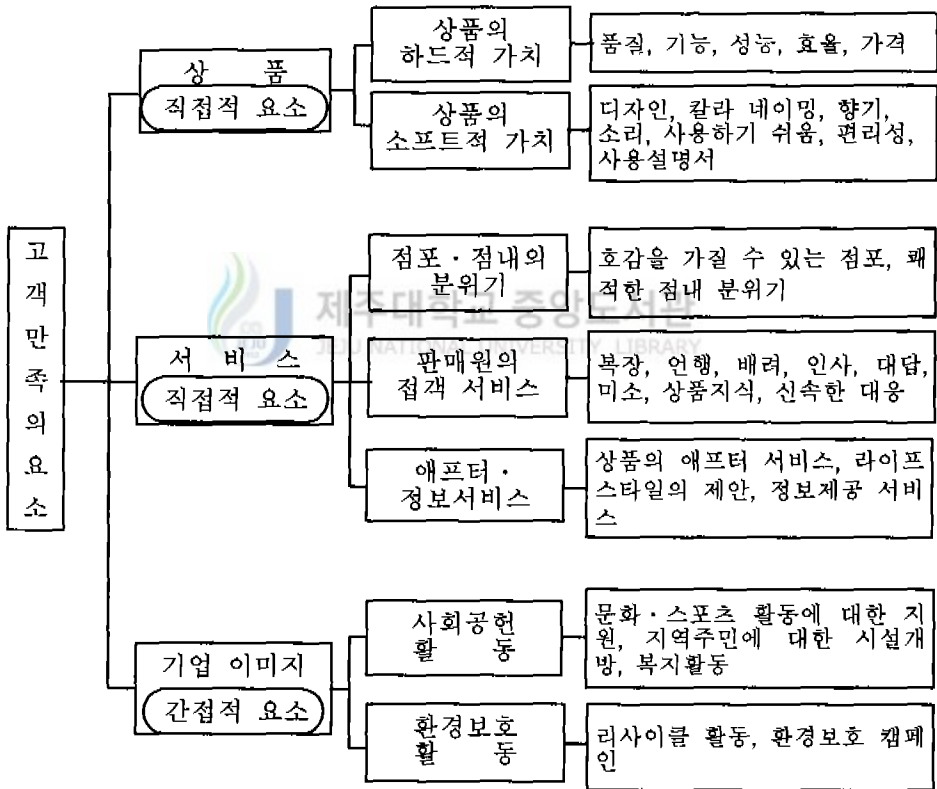 고
객
만
족
의
요
소
상 품
직접적 요소
상품의
하드적 가치
품질, 기능, 성능, 효율, 가격
상품의
소프트적 가치
디자인, 칼라 네이밍, 향기,
소리, 사용하기 쉬움, 편리성,
사용설명서
서 비 스
직접적 요소
점포·점내의
분위기
호감을 가질 수 있는 점포, 쾌
적한 점내 분위기
판매원의
접객 서비스
복장, 언행, 배려, 인사, 대답,
미소, 상품지식, 신속한 대응
애프터·
정보서비스
상품의 애프터 서비스, 라이프
스타일의 제안, 정보제공 서비
스
기업 이미지
간접적 요소
사회공헌
활 동
문화·스포츠 활동에 대한 지
원, 지역주민에 대한 시설개
방, 복지활동
환경보호
활 동
리사이클 활동, 환경보호 캠페
인
제주대학교 중앙도서관
JEJU NATIONAL UNIVERSITY LIBRARY